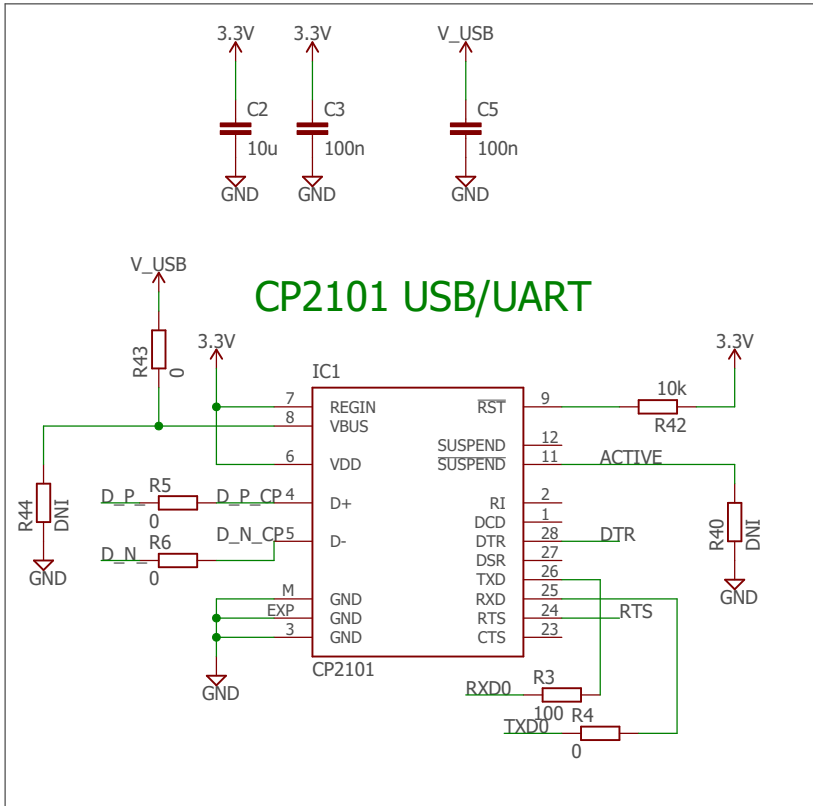 3.3V 3.3V V_USB
C2 C3 C5
10u 100n 100n
GND GND GND
V_USB
CP2101 USB/UART
R43
0
3.3V
3.3V
IC1
10k
R42
7 REGIN
8 VBUS
6 VDD
4 D+
5 D-
M GND
EXP GND
3 GND
RST 9
SUSPEND 12
SUSPEND 11
RI 2
DCD 1
DTR 28
DSR 27
TXD 26
RXD 25
RTS 24
CTS 23
CP2101
ACTIVE
R44
DNI
GND
D_P_ R5 D_P_CP
0
D_N_ R6 D_N_CP
0
GND
DTR
RTS
R40
DNI
GND
RXD0 R3
100
TXD0 R4
0